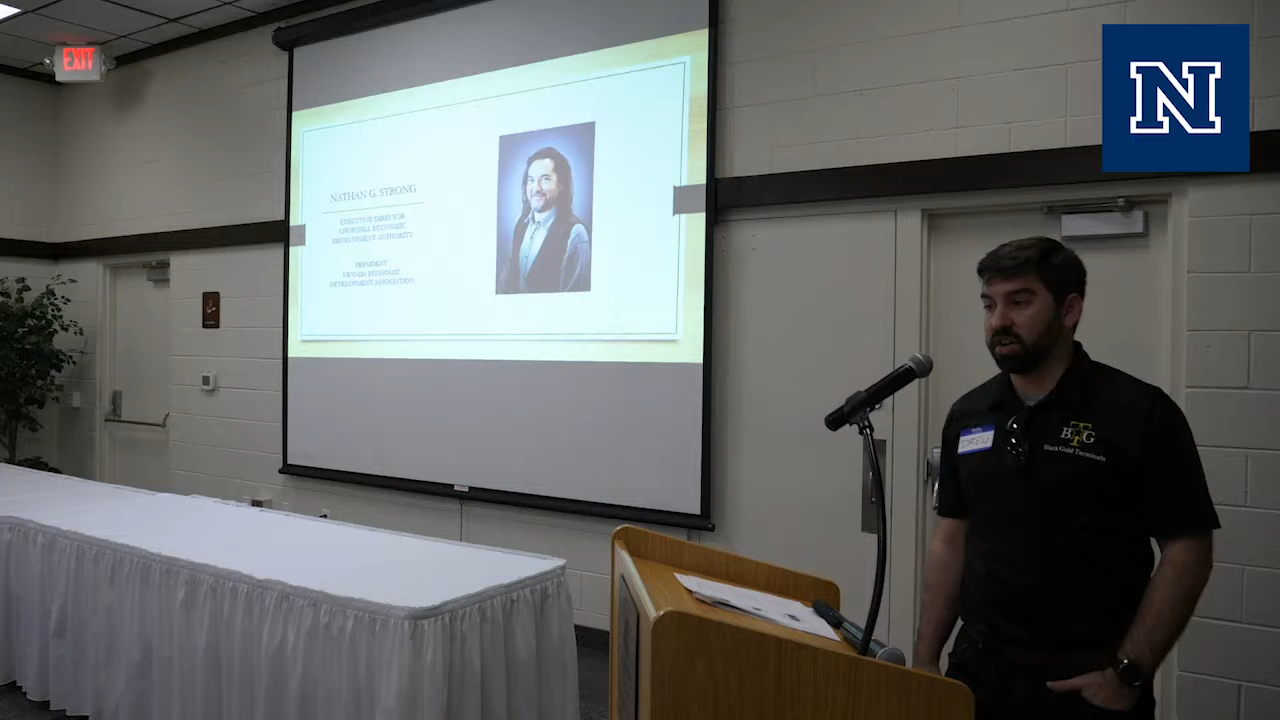 EXIT
N
NATHAN G. STRONG
EXECUTIVE DIRECTOR
CHURCHILL ECONOMIC
DEVELOPMENT AUTHORITY
PRESIDENT
NEVADA ECONOMIC
DEVELOPMENT ASSOCIATION
DREW
BTG
Black Gold Terminals